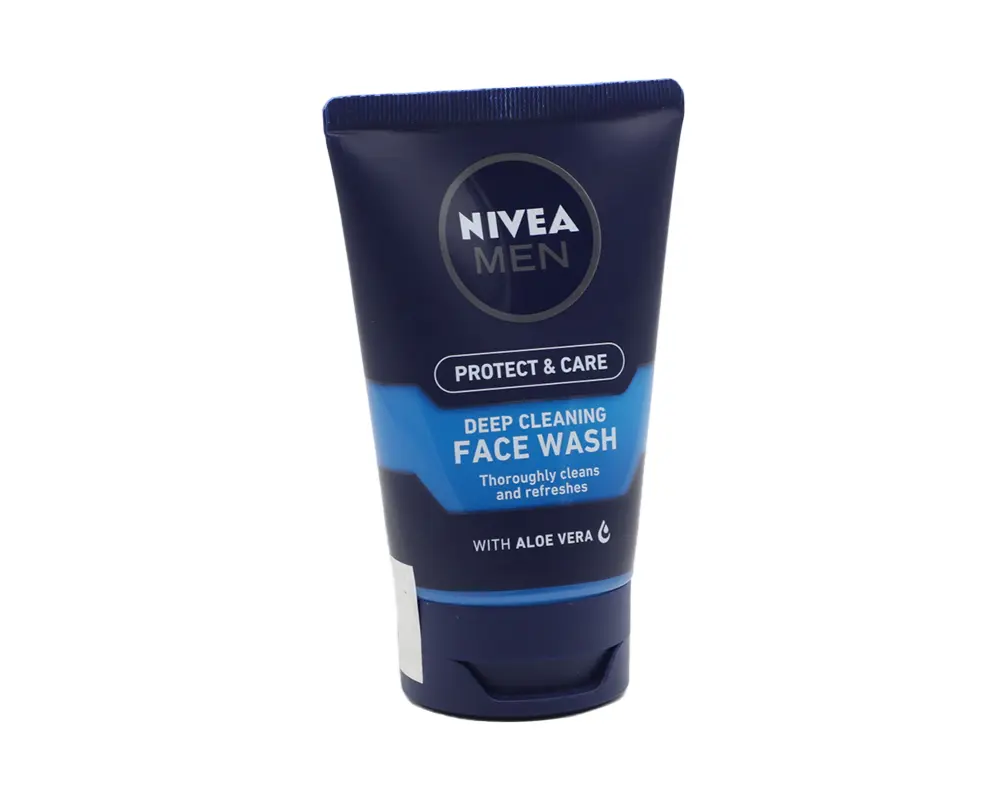 NIVEA
MEN
PROTECT & CARE
DEEP CLEANING
FACE WASH
Thoroughly cleans
and refreshes
WITH ALOE VERA